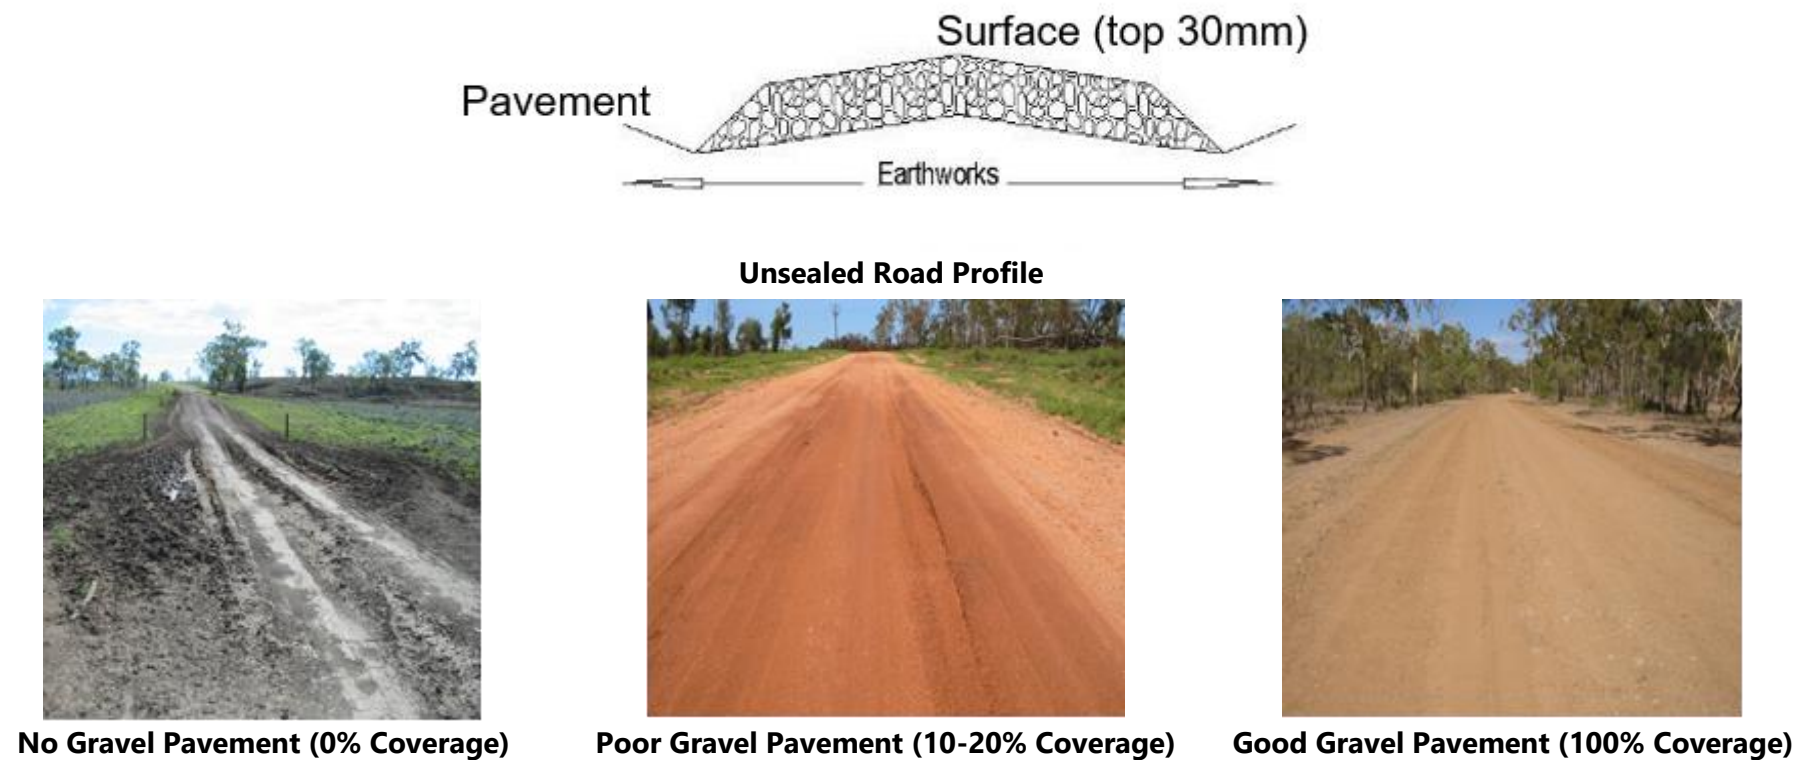 Surface (top 30mm)
Pavement
Earthworks
Unsealed Road Profile
No Gravel Pavement (0% Coverage)
Poor Gravel Pavement (10-20% Coverage)
Good Gravel Pavement (100% Coverage)